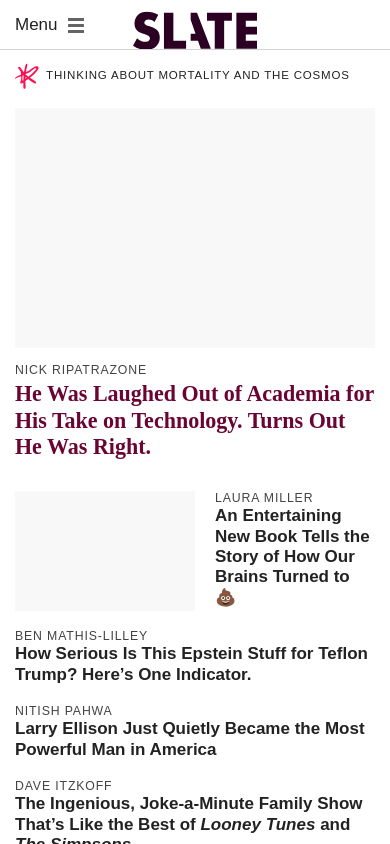 Menu
SLATE
THINKING ABOUT MORTALITY AND THE COSMOS
NICK RIPATRAZONE
He Was Laughed Out of Academia for
His Take on Technology. Turns Out
He Was Right.
LAURA MILLER
An Entertaining
New Book Tells the
Story of How Our
Brains Turned to
💩
BEN MATHIS-LILLEY
How Serious Is This Epstein Stuff for Teflon
Trump? Here’s One Indicator.
NITISH PAHWA
Larry Ellison Just Quietly Became the Most
Powerful Man in America
DAVE ITZKOFF
The Ingenious, Joke-a-Minute Family Show
That’s Like the Best of Looney Tunes and
The Simpsons